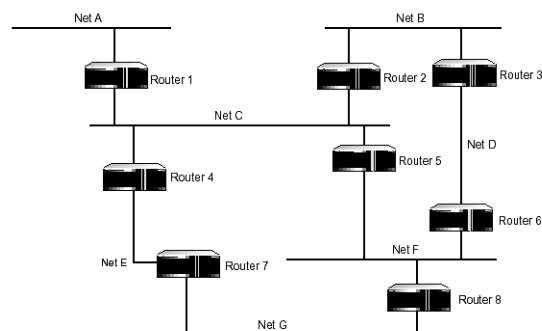 Net A
Net B
Router 1
Router 2
Router 3
Net C
Net D
Router 4
Router 5
Router 6
Net E
Router 7
Net F
Router 8
Net G